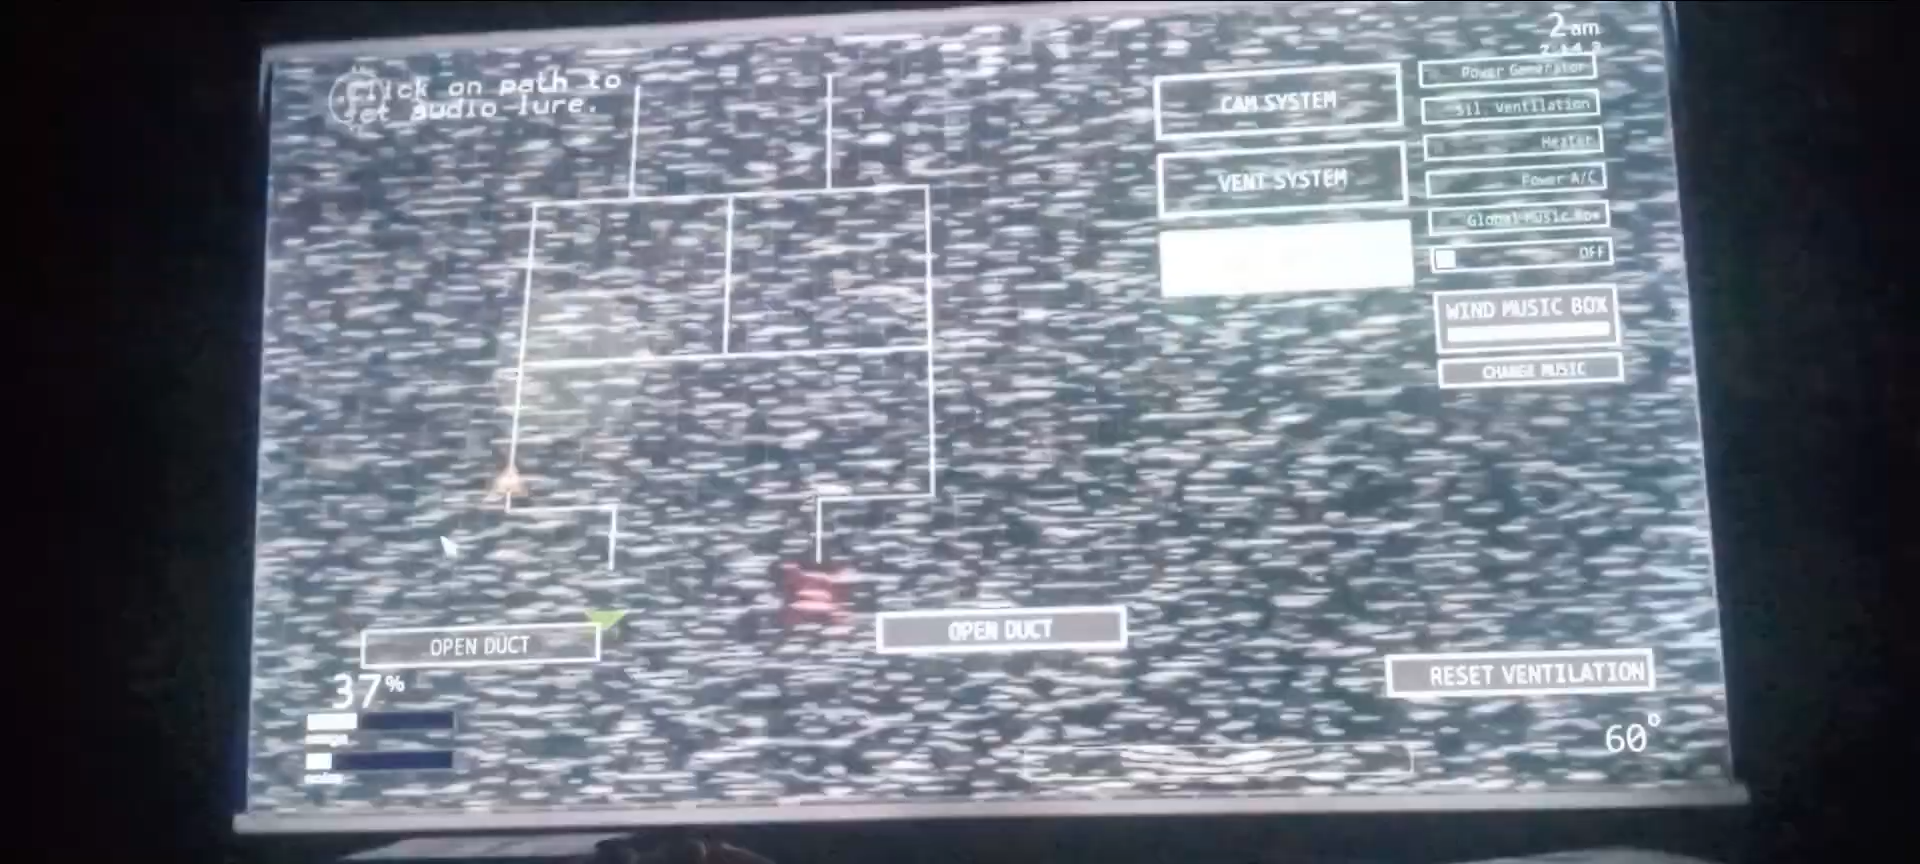 Click on path to
set audio lure.
2 am
CAM SYSTEM
VENT SYSTEM
Power Generator
Sil. Ventilation
Heater
Power A/C
Global Music Box
OFF
WIND MUSIC BOX
CHANGE MUSIC
OPEN DUCT
OPEN DUCT
37%
RESET VENTILATION
60°